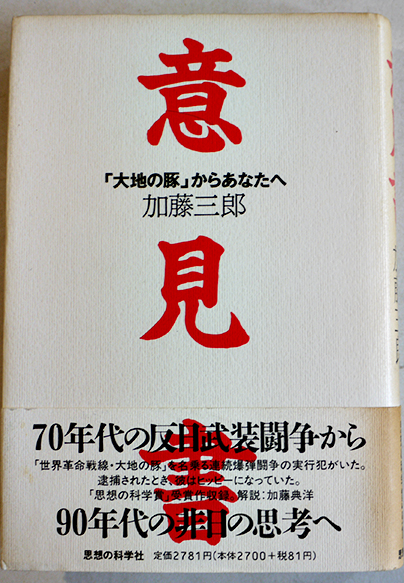 意見書
「大地の豚」からあなたへ
加藤三郎
70年代の反日武装闘争から
「世界革命戦線・大地の豚」を名乗る連続爆弾闘争の実行犯がいた。
逮捕されたとき、彼はヒッピーになっていた。
「思想の科学賞」受賞作収録。解説:加藤典洋
90年代の非日の思考へ
思想の科学社 定価2781円(本体2700+税81円)